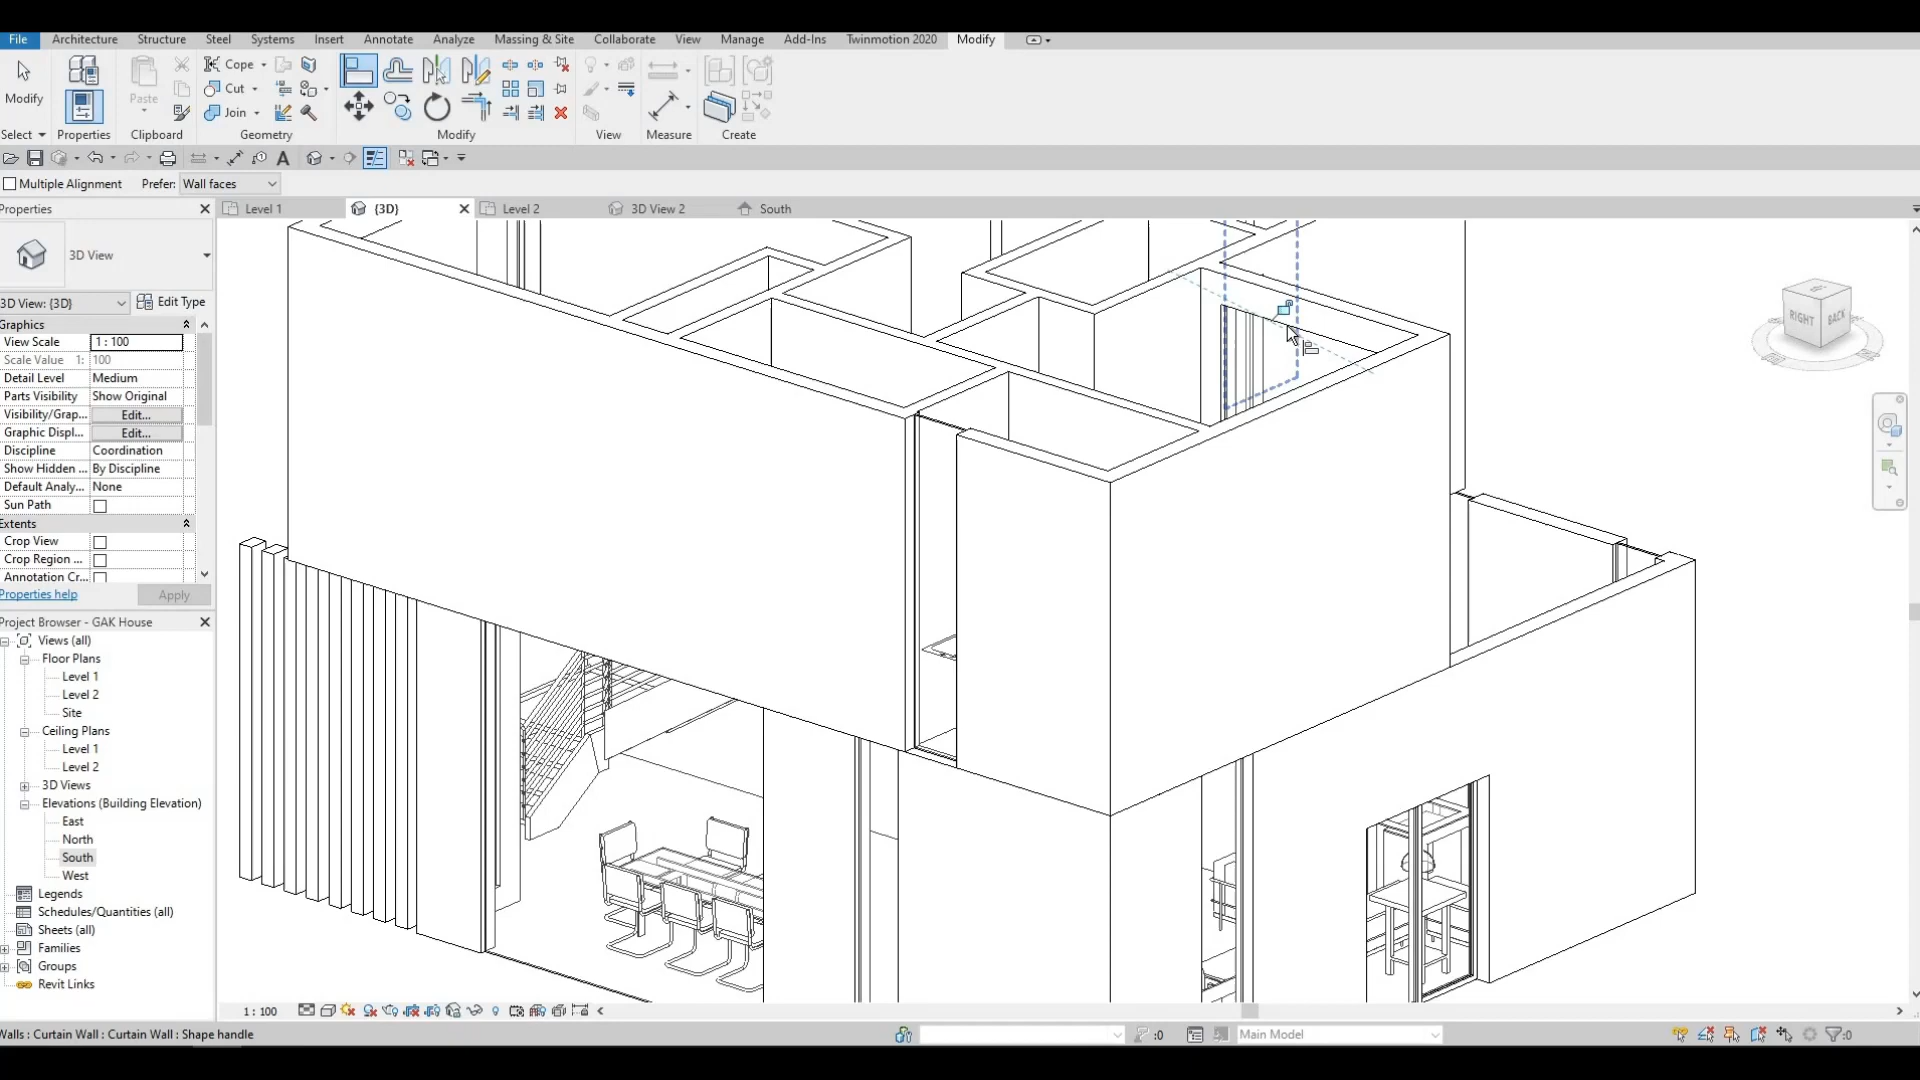 File Architecture Structure Steel Systems Insert Annotate Analyze Massing & Site Collaborate View Manage Add-Ins Twinmotion 2020 Modify
Cope
Modify Paste Cut
Join
Select Properties Clipboard Geometry Modify View Measure Create
Multiple Alignment Prefer: Wall faces
Properties Level 1 {3D} Level 2 3D View 2 South
3D View
3D View: {3D} Edit Type
Graphics
View Scale 1 : 100
Scale Value 1: 100
Detail Level Medium
Parts Visibility Show Original
Visibility/Grap... Edit...
Graphic Displ... Edit...
Discipline Coordination
Show Hidden ... By Discipline
Default Analy... None
Sun Path
Extents
Crop View
Crop Region ...
Annotation Cr...
Properties help Apply
RIGHT BACK
Project Browser - GAK House
Views (all)
Floor Plans
Level 1
Level 2
Site
Ceiling Plans
Level 1
Level 2
3D Views
Elevations (Building Elevation)
East
North
South
West
Legends
Schedules/Quantities (all)
Sheets (all)
Families
Groups
Revit Links
1 : 100
Walls : Curtain Wall : Curtain Wall : Shape handle :0 Main Model :0